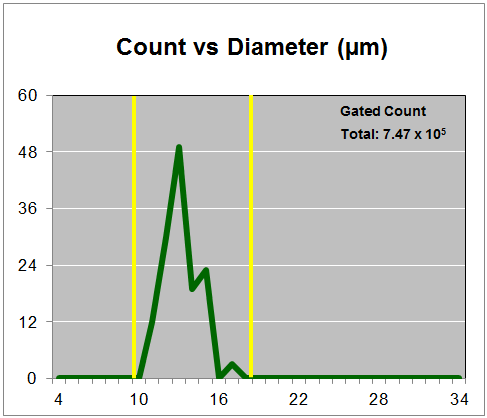 Count vs Diameter (µm)
Gated Count
Total: 7.47 x 10⁵
60
48
36
24
12
0
4 10 16 22 28 34